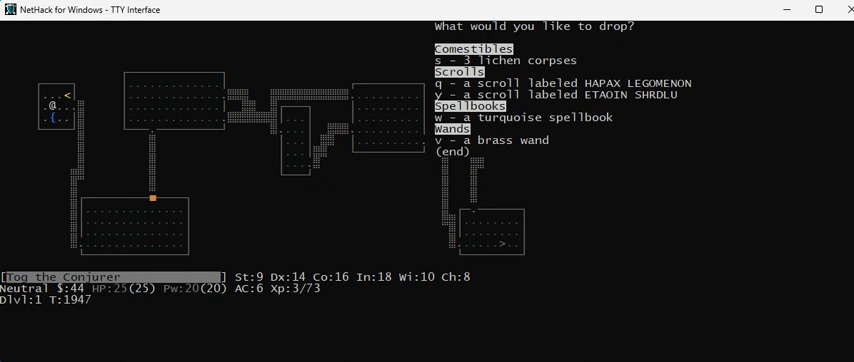 NetHack for Windows - TTY Interface
What would you like to drop?
Comestibles
s - 3 lichen corpses
Scrolls
q - a scroll labeled HAPAX LEGOMENON
y - a scroll labeled ETAOIN SHRDLU
Spellbooks
w - a turquoise spellbook
Wands
v - a brass wand
(end)
[Tog the Conjurer] St:9 Dx:14 Co:16 In:18 Wi:10 Ch:8
Neutral $:44 HP:25(25) Pw:20(20) AC:6 Xp:3/73
Dlvl:1 T:1947